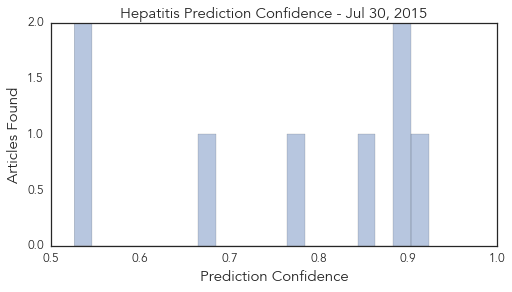 Hepatitis Prediction Confidence - Jul 30, 2015
2.0
1.5
1.0
0.5
0.0
Articles Found
0.5 0.6 0.7 0.8 0.9 1.0
Prediction Confidence